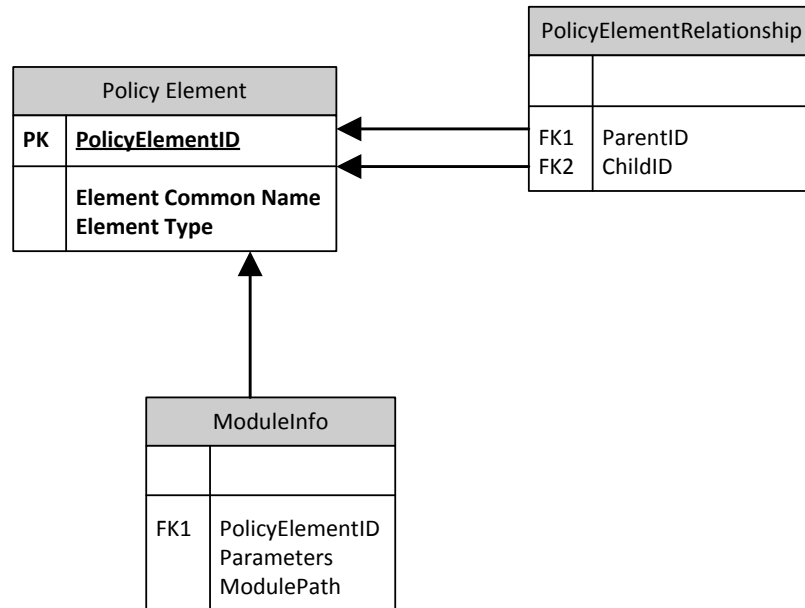 PolicyElementRelationship
FK1 ParentID
FK2 ChildID
Policy Element
PK PolicyElementID
Element Common Name
Element Type
ModuleInfo
FK1 PolicyElementID
Parameters
ModulePath